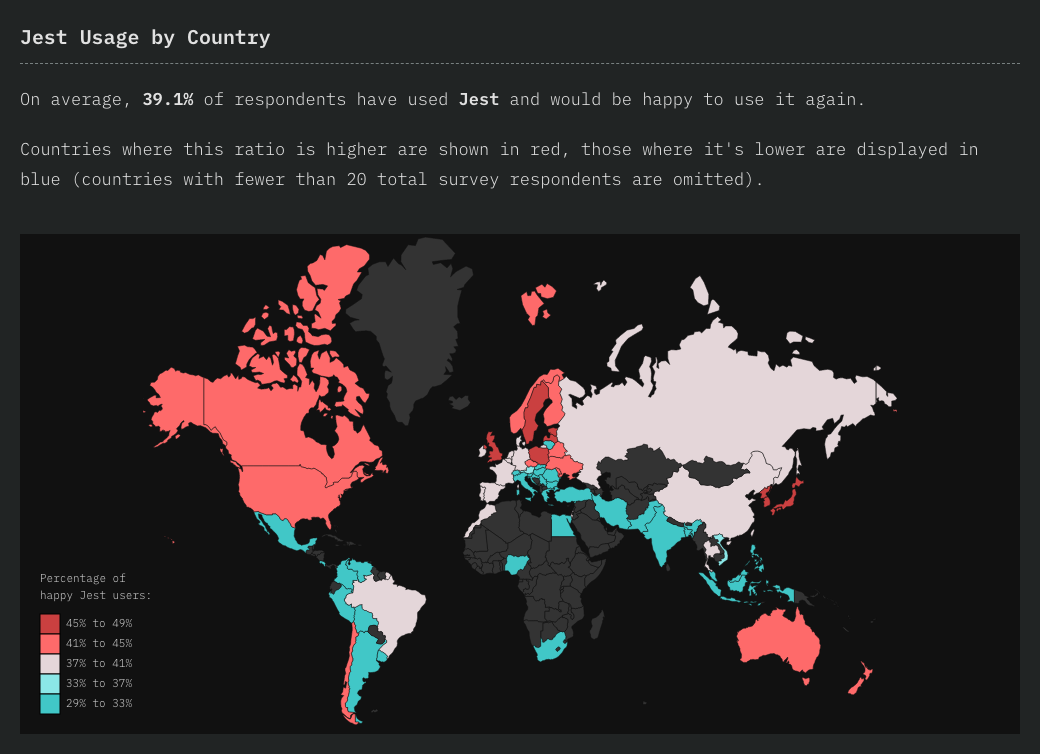 Jest Usage by Country
On average, 39.1% of respondents have used Jest and would be happy to use it again.
Countries where this ratio is higher are shown in red, those where it's lower are displayed in
blue (countries with fewer than 20 total survey respondents are omitted).
Percentage of
happy Jest users:
45% to 49%
41% to 45%
37% to 41%
33% to 37%
29% to 33%